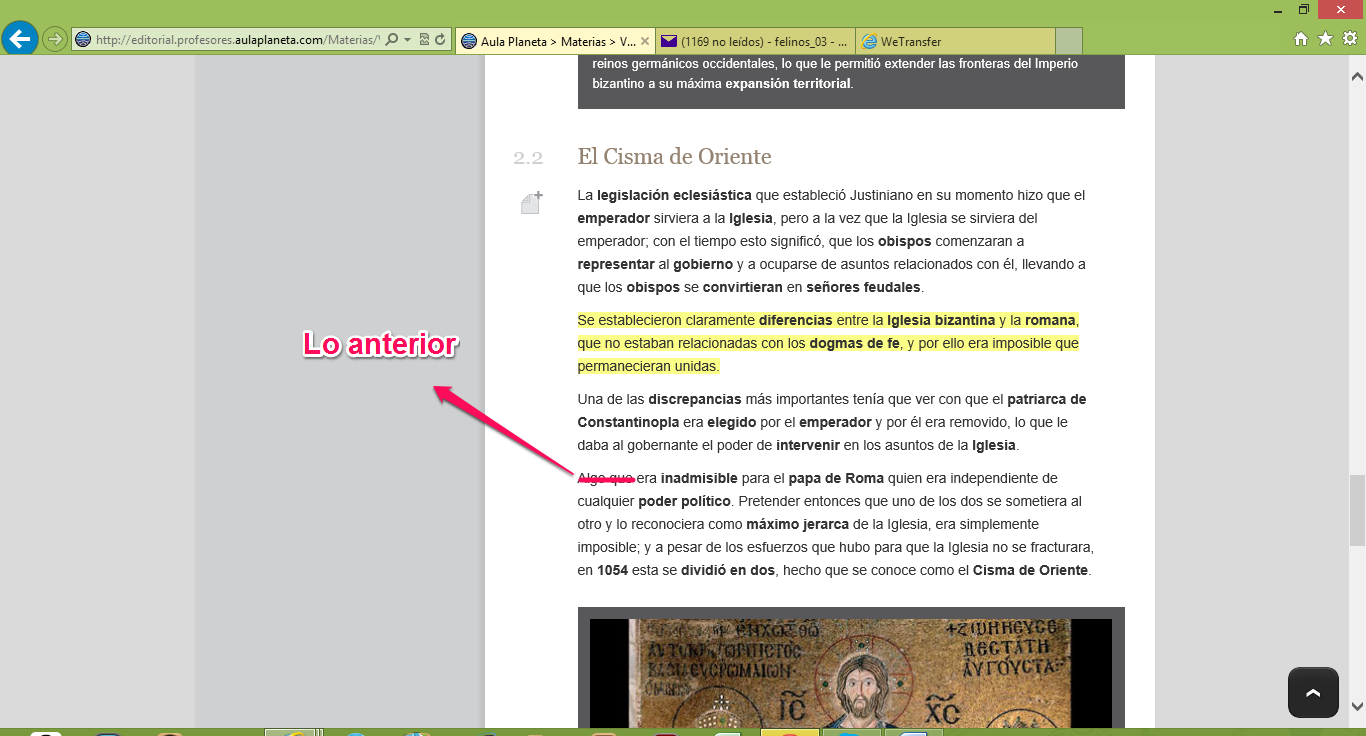 http://editorial.profesores.aulaplaneta.com/Materias/
Aula Planeta > Materias > V...
(1169 no leídos) - felinos_03 - ...
WeTransfer
reinos germánicos occidentales, lo que le permitió extender las fronteras del Imperio
bizantino a su máxima expansión territorial.
2.2 El Cisma de Oriente
La legislación eclesiástica que estableció Justiniano en su momento hizo que el
emperador sirviera a la Iglesia, pero a la vez que la Iglesia se sirviera del
emperador; con el tiempo esto significó, que los obispos comenzaran a
representar al gobierno y a ocuparse de asuntos relacionados con él, llevando a
que los obispos se convirtieran en señores feudales.
Se establecieron claramente diferencias entre la Iglesia bizantina y la romana,
que no estaban relacionadas con los dogmas de fe, y por ello era imposible que
permanecieran unidas.
Lo anterior
Una de las discrepancias más importantes tenía que ver con que el patriarca de
Constantinopla era elegido por el emperador y por él era removido, lo que le
daba al gobernante el poder de intervenir en los asuntos de la Iglesia.
Algo que era inadmisible para el papa de Roma quien era independiente de
cualquier poder político. Pretender entonces que uno de los dos se sometiera al
otro y lo reconociera como máximo jerarca de la Iglesia, era simplemente
imposible; y a pesar de los esfuerzos que hubo para que la Iglesia no se fracturara,
en 1054 esta se dividió en dos, hecho que se conoce como el Cisma de Oriente.
IC XC